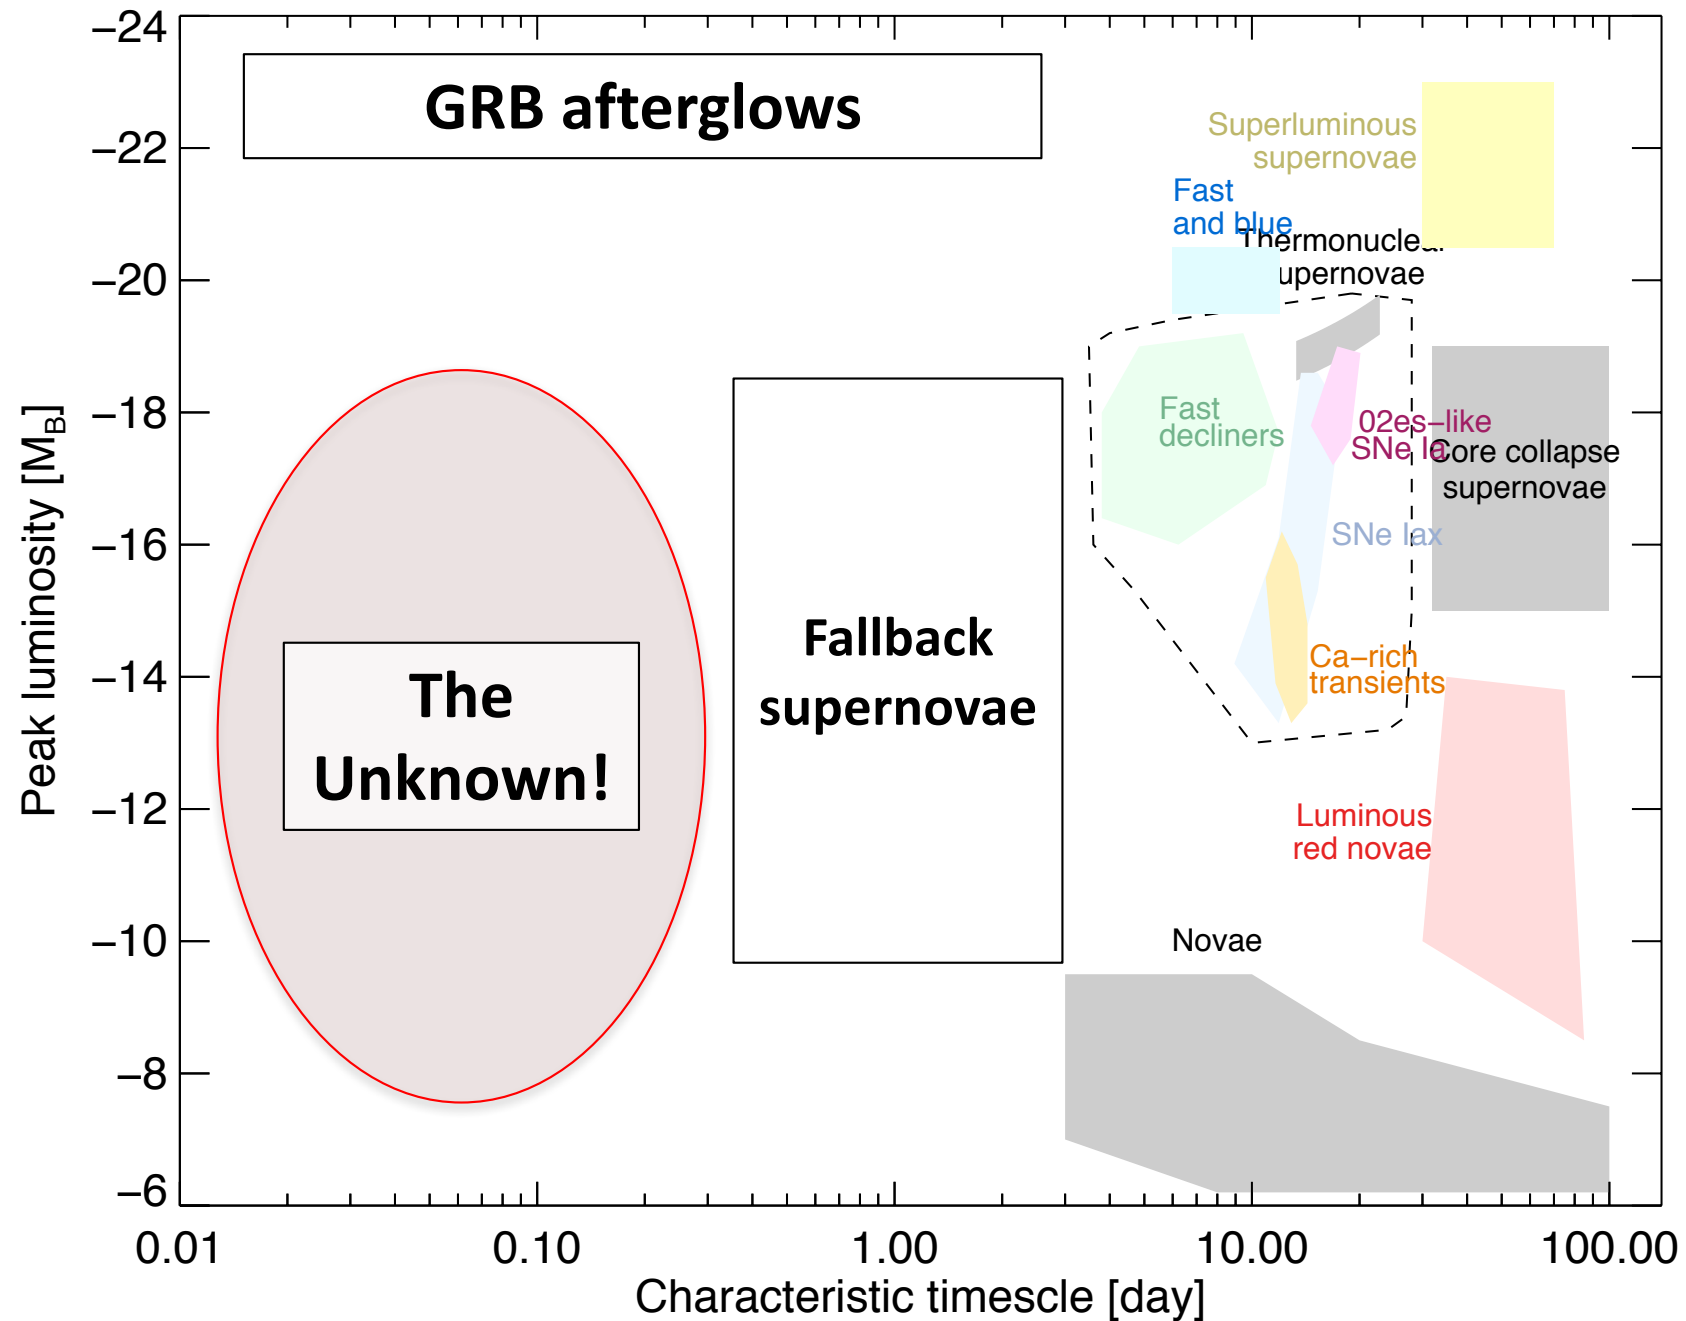 −24
−22
−20
−18
−16
−14
−12
−10
−8
−6
Peak luminosity [M_B]
GRB afterglows
Superluminous
supernovae
Fast
and blue
Thermonuclear
supernovae
Fast
decliners
02es−like
SNe Ia
Core collapse
supernovae
SNe Iax
Fallback
supernovae
The
Unknown!
Ca−rich
transients
Luminous
red novae
Novae
0.01
0.10
1.00
10.00
100.00
Characteristic timescle [day]